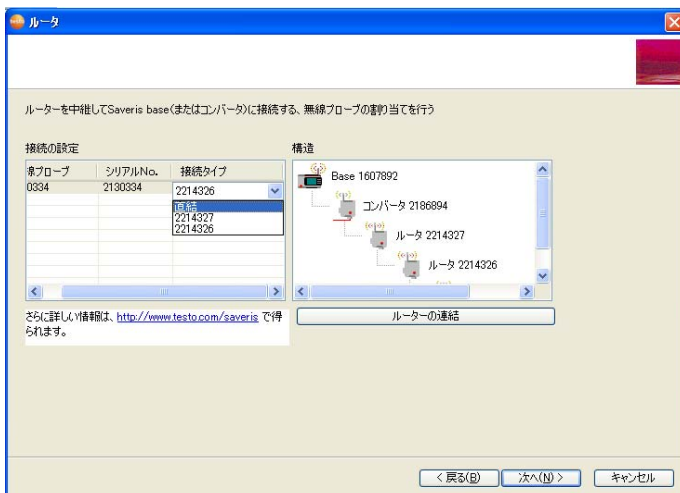 ルータ
ルーターを中継してSaveris base(またはコンバータ)に接続する、無線プローブの割り当てを行う
接続の設定
線プローブ シリアルNo. 接続タイプ
0334 2130334 2214326
直結
2214327
2214326
さらに詳しい情報は、http://www.testo.com/saveris で得
られます。
構造
Base 1607892
コンバータ 2186894
ルータ 2214327
ルータ 2214326
ルーターの連結
< 戻る(B)
次へ(N) >
キャンセル